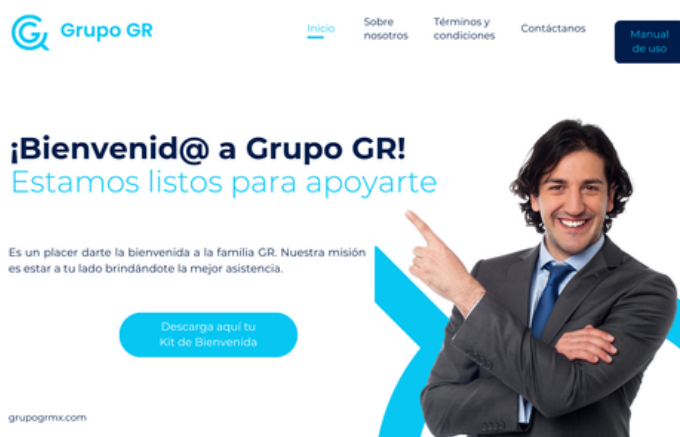 Grupo GR
Inicio
Sobre
nosotros
Términos y
condiciones
Contáctanos
Manual
de uso
¡Bienvenid@ a Grupo GR!
Estamos listos para apoyarte
Es un placer darte la bienvenida a la familia GR. Nuestra misión
es estar a tu lado brindándote la mejor asistencia.
Descarga aquí tu
Kit de Bienvenida
grupogrmx.com